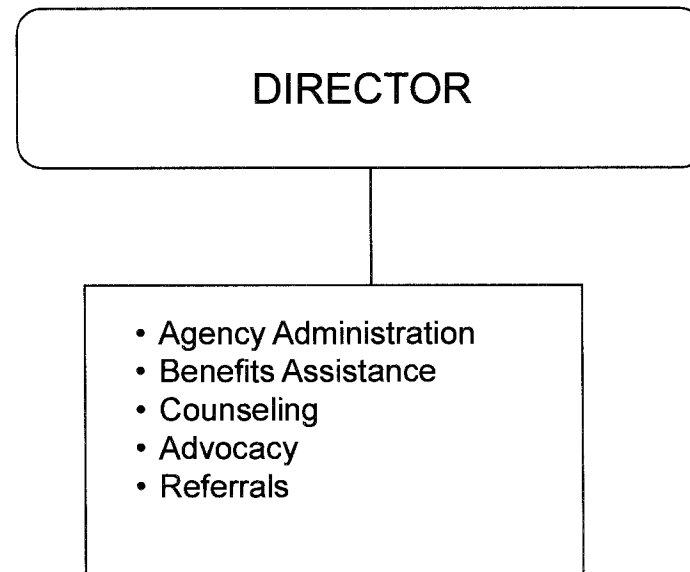 DIRECTOR
• Agency Administration
• Benefits Assistance
• Counseling
• Advocacy
• Referrals